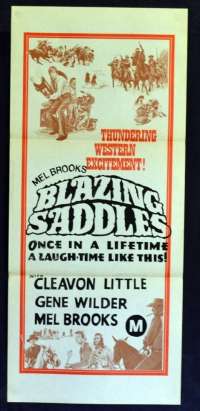 THUNDERING
WESTERN
EXCITEMENT!
MEL BROOKS
BLAZING
SADDLES
ONCE IN A LIFETIME
A LAUGH-TIME LIKE THIS!
CLEAVON LITTLE
GENE WILDER
MEL BROOKS
M